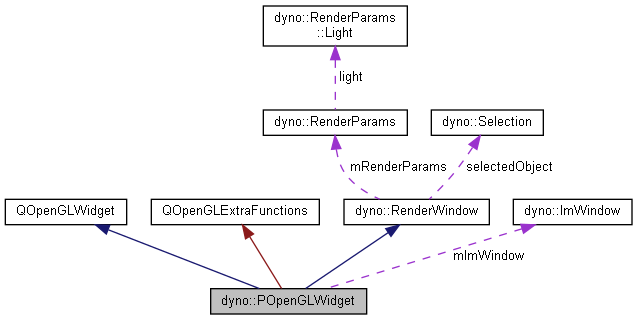 dyno::RenderParams
::Light
light
dyno::RenderParams
dyno::Selection
mRenderParams
selectedObject
QOpenGLWidget
QOpenGLExtraFunctions
dyno::RenderWindow
dyno::ImWindow
mImWindow
dyno::POpenGLWidget